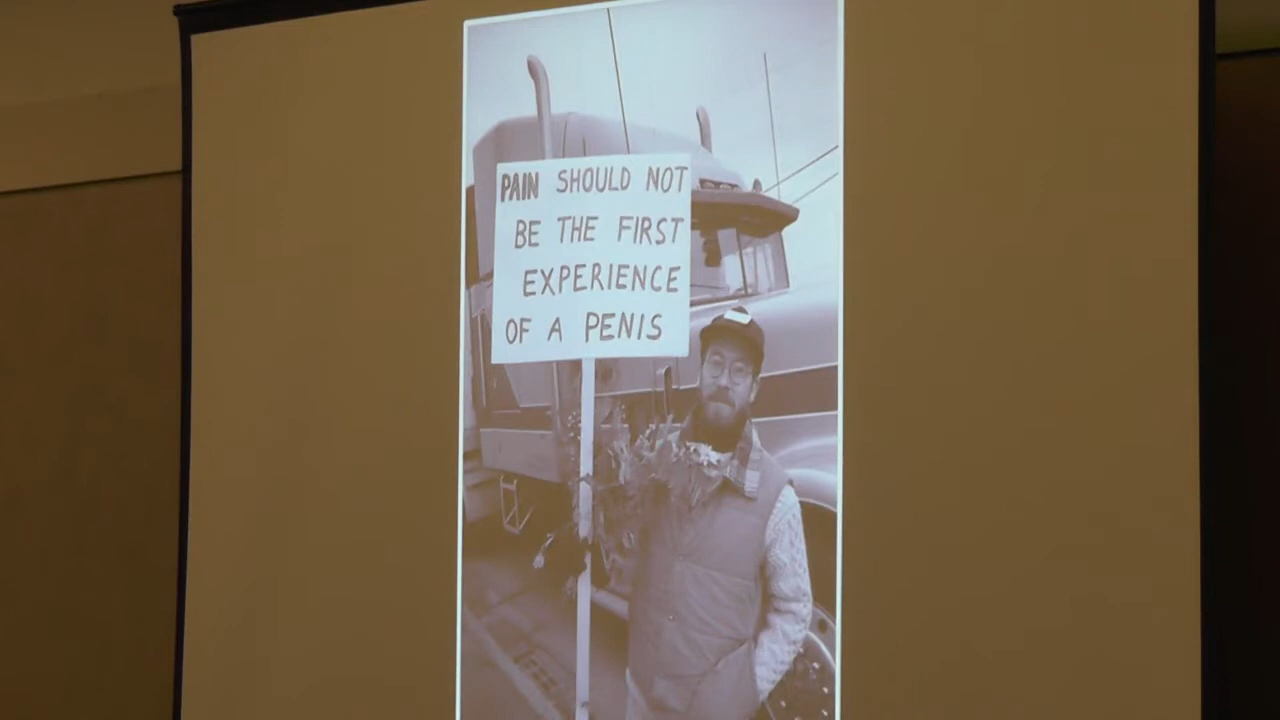 PAIN SHOULD NOT
BE THE FIRST
EXPERIENCE
OF A PENIS